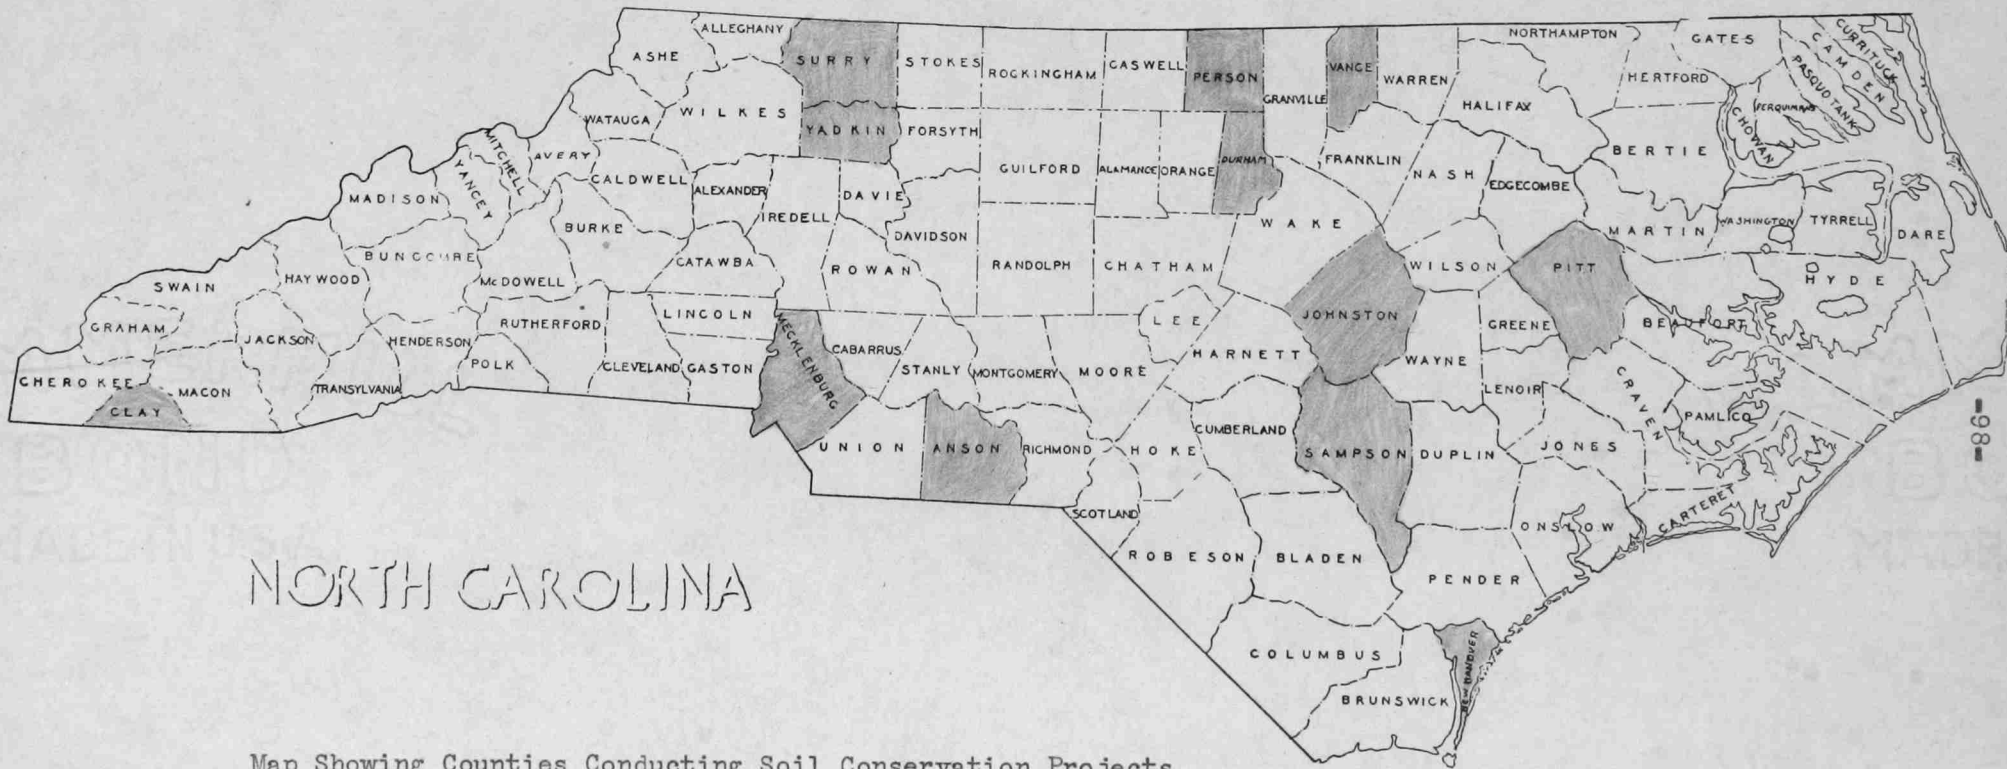 ALLEGHANY
ASHE
SURRY
STOKES
ROCKINGHAM
CASWELL
PERSON
GRANVILLE
VANCE
WARREN
NORTHAMPTON
GATES
HERTFORD
HALIFAX
CURRITUCK
CAMDEN
PASQUOTANK
PERQUIMANS
CHOWAN
WATAUGA
WILKES
YADKIN
FORSYTH
GUILFORD
ALAMANCE
ORANGE
DURHAM
FRANKLIN
NASH
EDGECOMBE
BERTIE
MITCHELL
AVERY
YANCEY
CALDWELL
ALEXANDER
IREDELL
DAVIE
DAVIDSON
WAKE
MARTIN
WASHINGTON
TYRRELL
DARE
MADISON
BURKE
BUNCOMBE
McDOWELL
CATAWBA
ROWAN
RANDOLPH
CHATHAM
WILSON
PITT
HYDE
SWAIN
HAYWOOD
GRAHAM
JACKSON
HENDERSON
RUTHERFORD
LINCOLN
MECKLENBURG
CABARRUS
STANLY
MONTGOMERY
MOORE
LEE
HARNETT
JOHNSTON
WAYNE
GREENE
BEAUFORT
CHEROKEE
CLAY
MACON
TRANSYLVANIA
POLK
CLEVELAND
GASTON
UNION
ANSON
RICHMOND
HOKE
CUMBERLAND
SAMPSON
DUPLIN
LENOIR
JONES
CRAVEN
PAMLICO
CARTERET
SCOTLAND
ROBESON
BLADEN
PENDER
ONSLOW
COLUMBUS
BRUNSWICK
NEW HANOVER
-98-
BOND
MADE IN USA
NORTH CAROLINA
Map Showing Counties Conducting Soil Conservation Projects